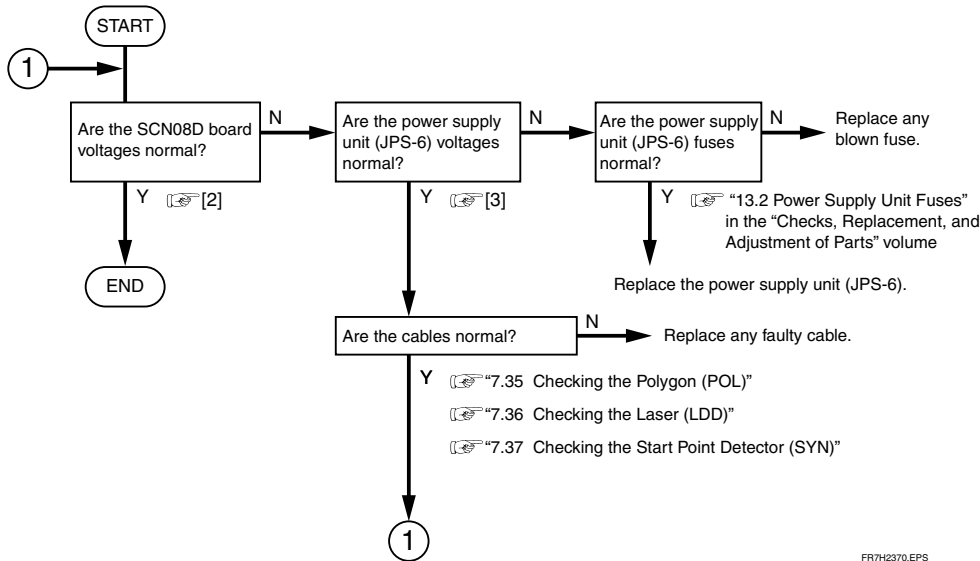 START
1
Are the SCN08D board
voltages normal?
N
Are the power supply
unit (JPS-6) voltages
normal?
N
Are the power supply
unit (JPS-6) fuses
normal?
N
Replace any
blown fuse.
Y
[2]
Y
[3]
Y
“13.2 Power Supply Unit Fuses”
in the “Checks, Replacement, and
Adjustment of Parts” volume
END
Replace the power supply unit (JPS-6).
Are the cables normal?
N
Replace any faulty cable.
Y
“7.35 Checking the Polygon (POL)”
“7.36 Checking the Laser (LDD)”
“7.37 Checking the Start Point Detector (SYN)”
1
FR7H2370.EPS